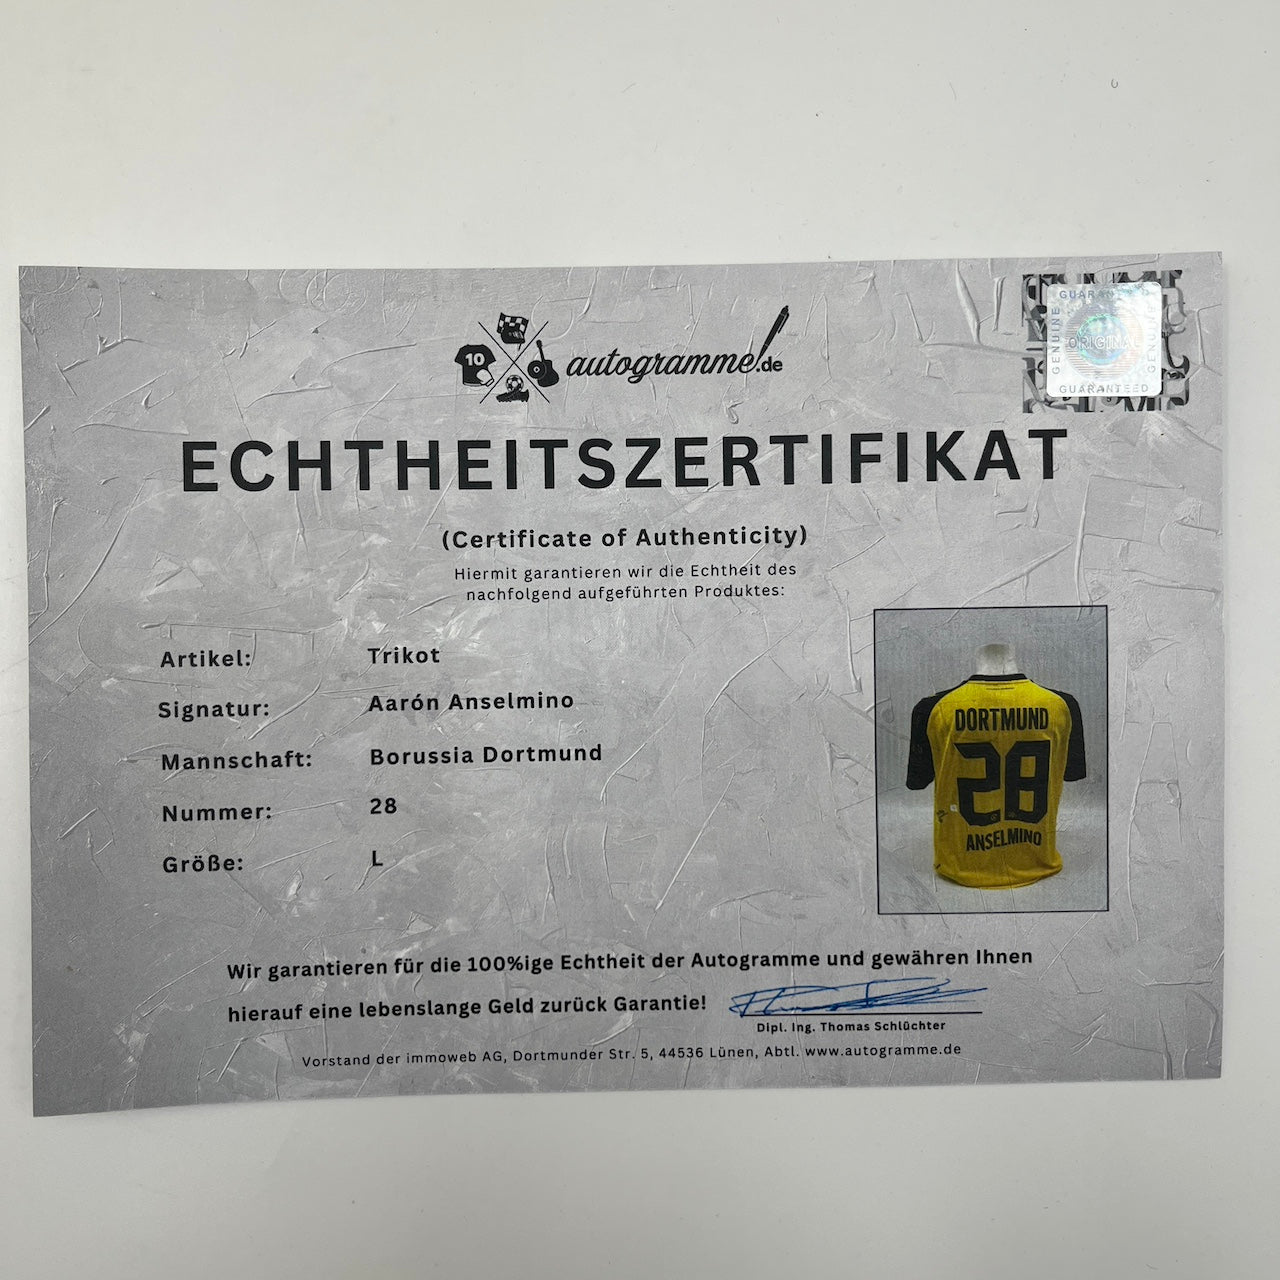 10
autogramme.de
GUARANTEED
GENUINE
ORIGINAL
GENUINE
GUARANTEED
ECHTHEITSZERTIFIKAT
(Certificate of Authenticity)
Hiermit garantieren wir die Echtheit des
nachfolgend aufgeführten Produktes:
Artikel: Trikot
Signatur: Aarón Anselmino
Mannschaft: Borussia Dortmund
Nummer: 28
Größe: L
DORTMUND
28
ANSELMINO
Wir garantieren für die 100%ige Echtheit der Autogramme und gewähren Ihnen
hierauf eine lebenslange Geld zurück Garantie!
Dipl. Ing. Thomas Schlüchter
Vorstand der immoweb AG, Dortmunder Str. 5, 44536 Lünen, Abtl. www.autogramme.de